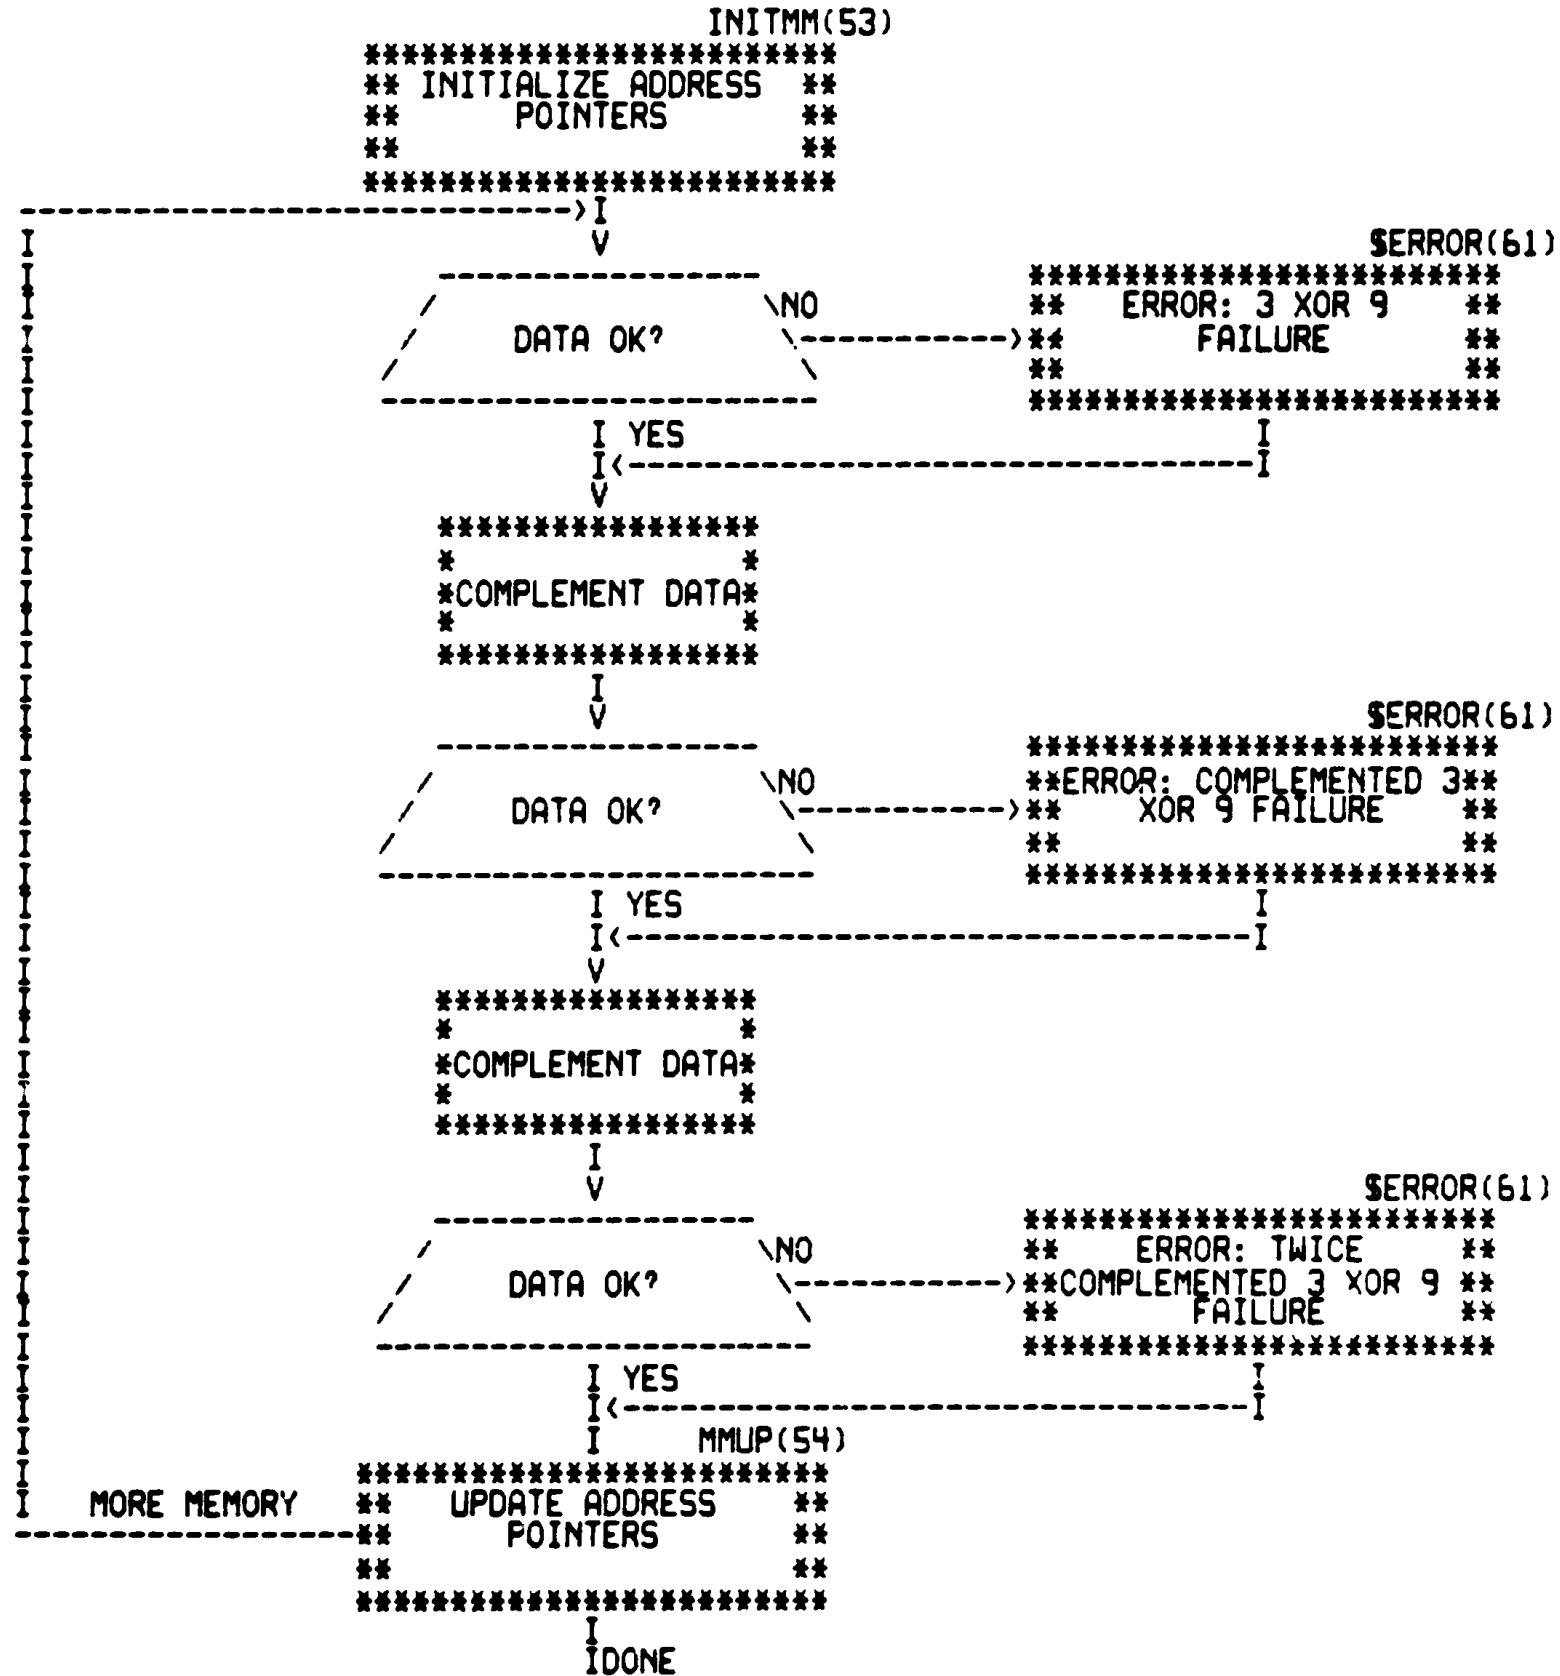 INITMM(53)
INITIALIZE ADDRESS
POINTERS
$ERROR(61)
NO
ERROR: 3 XOR 9
DATA OK?
FAILURE
YES
COMPLEMENT DATA
$ERROR(61)
NO
ERROR: COMPLEMENTED 3
DATA OK?
XOR 9 FAILURE
YES
COMPLEMENT DATA
$ERROR(61)
NO
ERROR: TWICE
DATA OK?
COMPLEMENTED 3 XOR 9
FAILURE
YES
MMUP(54)
MORE MEMORY
UPDATE ADDRESS
POINTERS
DONE